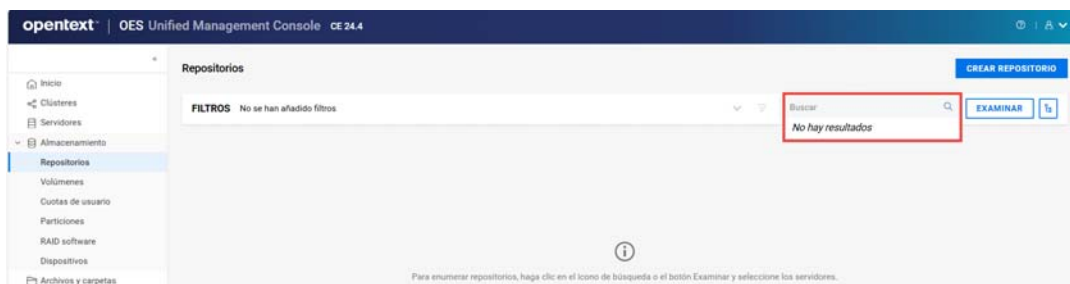 opentext™ | OES Unified Management Console CE 24.4
Inicio
Clústeres
Servidores
Almacenamiento
Repositorios
Volúmenes
Cuotas de usuario
Particiones
RAID software
Dispositivos
Archivos y carpetas
Repositorios
CREAR REPOSITORIO
FILTROS No se han añadido filtros
Buscar
EXAMINAR
No hay resultados
Para enumerar repositorios, haga clic en el icono de búsqueda o el botón Examinar y seleccione los servidores.